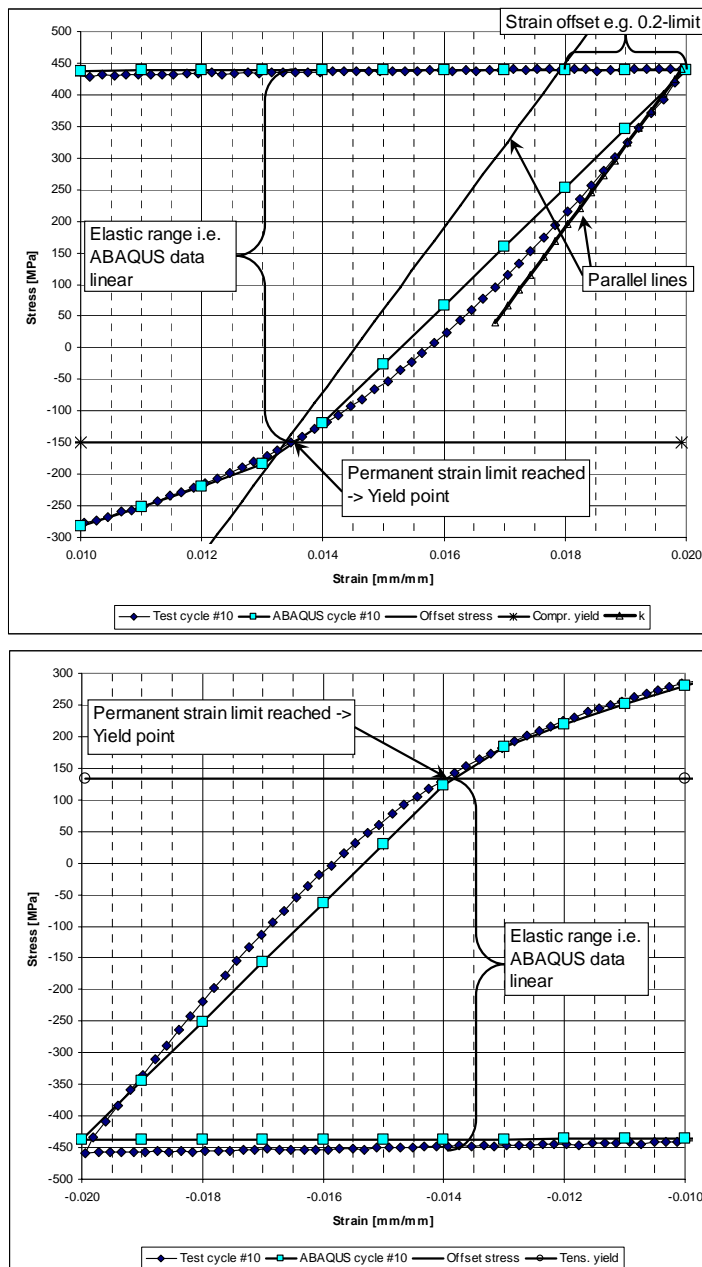 Strain offset e.g. 0.2-limit
500
450
400
350
300
250
200
150
100
50
0
-50
-100
-150
-200
-250
-300
Stress [MPa]
Elastic range i.e.
ABAQUS data
linear
Parallel lines
Permanent strain limit reached
-> Yield point
0.010 0.012 0.014 0.016 0.018 0.020
Strain [mm/mm]
Test cycle #10 ABAQUS cycle #10 Offset stress Compr. yield k
300
250
200
150
100
50
0
-50
-100
-150
-200
-250
-300
-350
-400
-450
-500
Stress [MPa]
Permanent strain limit reached ->
Yield point
Elastic range i.e.
ABAQUS data
linear
-0.020 -0.018 -0.016 -0.014 -0.012 -0.010
Strain [mm/mm]
Test cycle #10 ABAQUS cycle #10 Offset stress Tens. yield